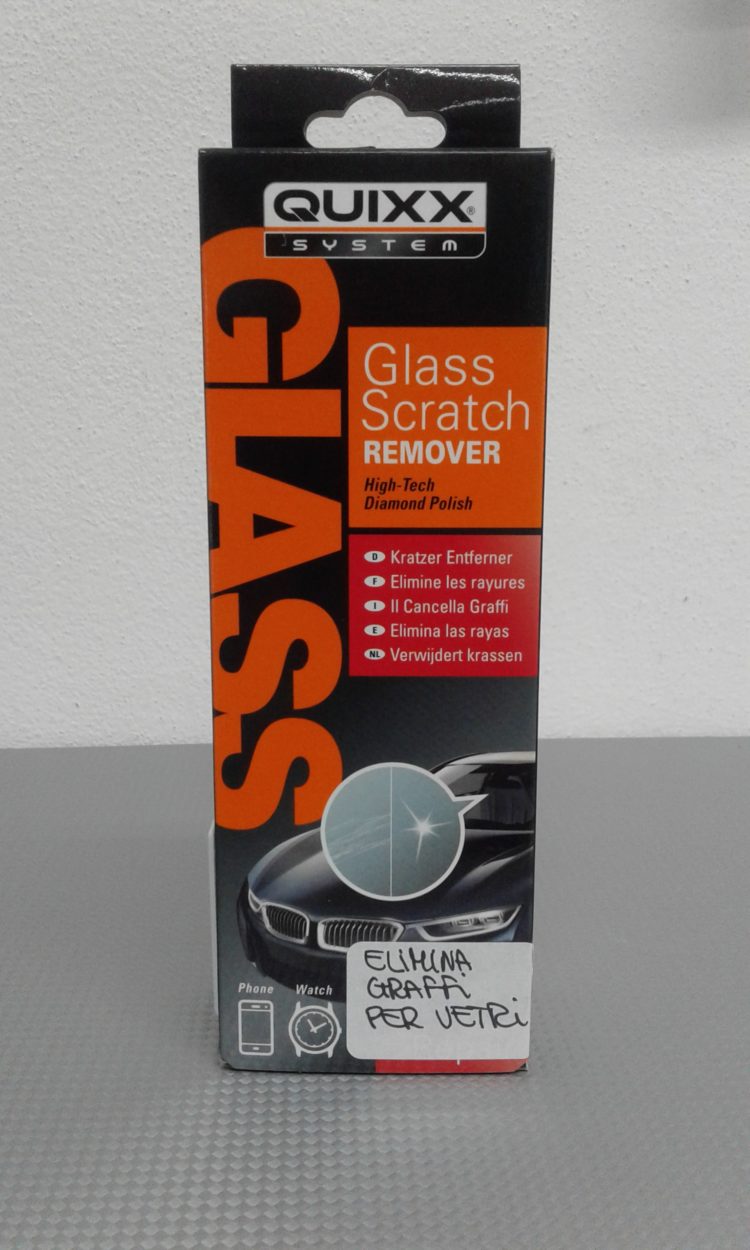 QUIXX®
SYSTEM
GLASS
Glass
Scratch
REMOVER
High-Tech
Diamond Polish
D Kratzer Entferner
F Elimine les rayures
I Il Cancella Graffi
E Elimina las rayas
NL Verwijdert krassen
Phone Watch
ELIMINA
GRAFFi
PER VETRi